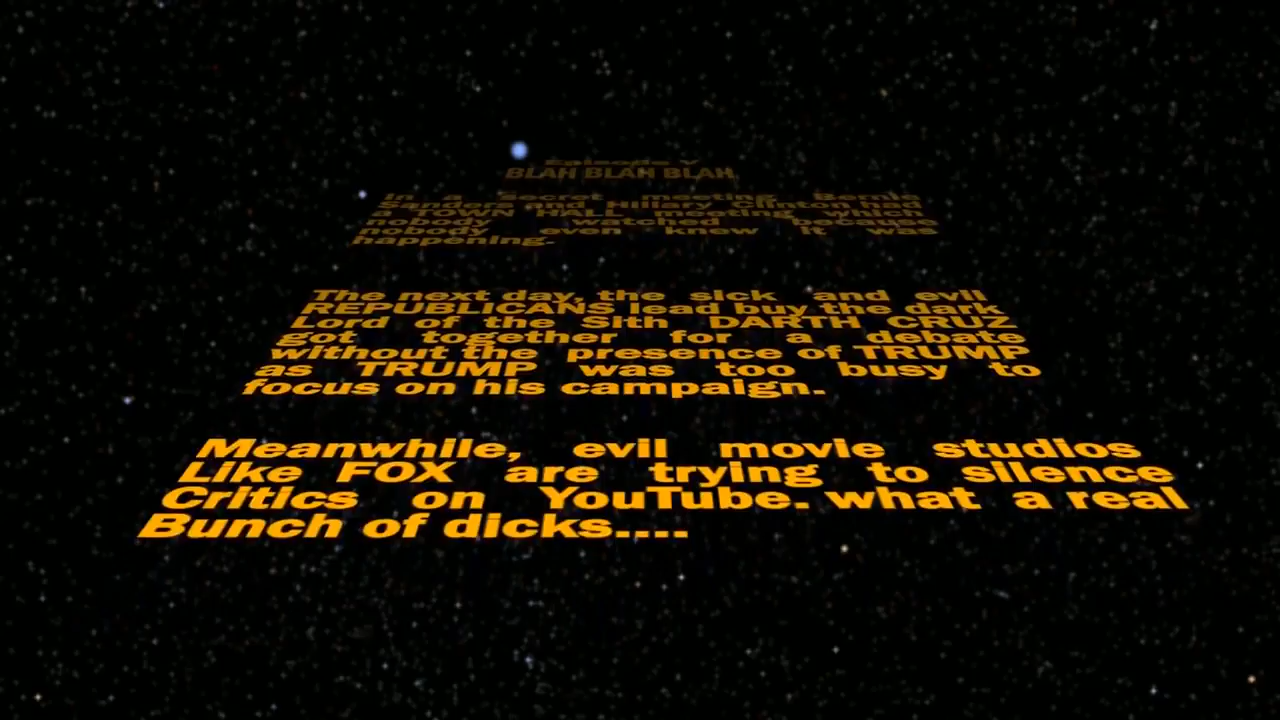 Episode V
BLAH BLAH BLAH
In a Secret meeting, Bernie
Sanders and Hillary Clinton had
a TOWN HALL meeting which
nobody watched because
nobody even knew it was
happening.
The next day, the sick and evil
REPUBLICANS lead buy the dark
Lord of the Sith DARTH CRUZ
got together for a debate
without the presence of TRUMP
as TRUMP was too busy to
focus on his campaign.
Meanwhile, evil movie studios
Like FOX are trying to silence
Critics on YouTube. what a real
Bunch of dicks....